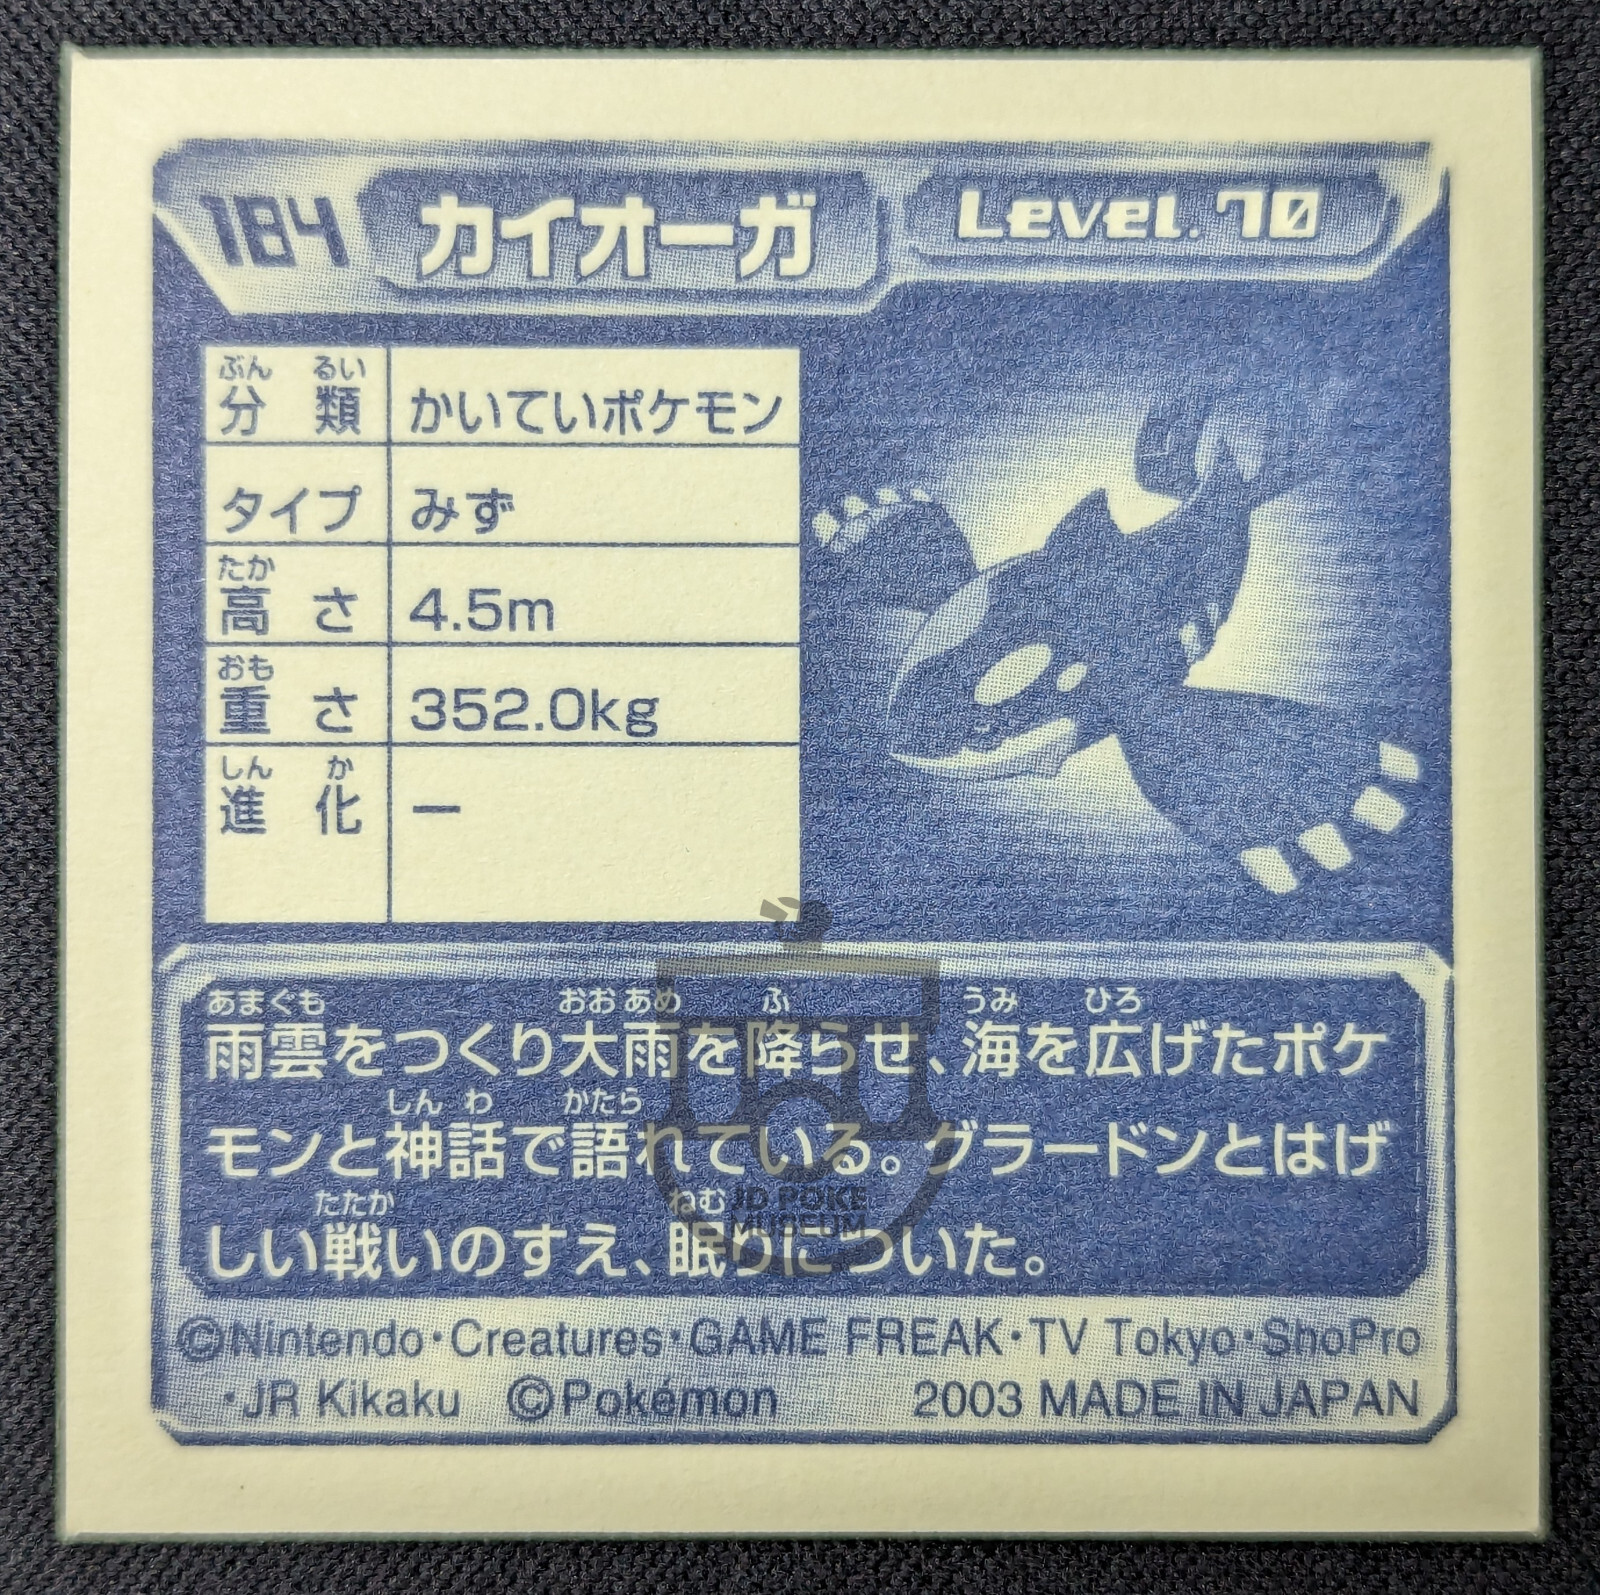 184 カイオーガ Level.70
ぶん るい
分 類 かいていポケモン
タイプ みず
たか
高 さ 4.5m
おも
重 さ 352.0kg
しん か
進 化 ー
あまぐも おお あめ ふ うみ ひろ
雨雲をつくり大雨を降らせ、海を広げたポケ
しん わ かたら
モンと神話で語れている。グラードンとはげ
たたか ねむ
しい戦いのすえ、眠りについた。
JD POKE
MUSEUM
©Nintendo・Creatures・GAME FREAK・TV Tokyo・ShoPro
・JR Kikaku ©Pokémon 2003 MADE IN JAPAN